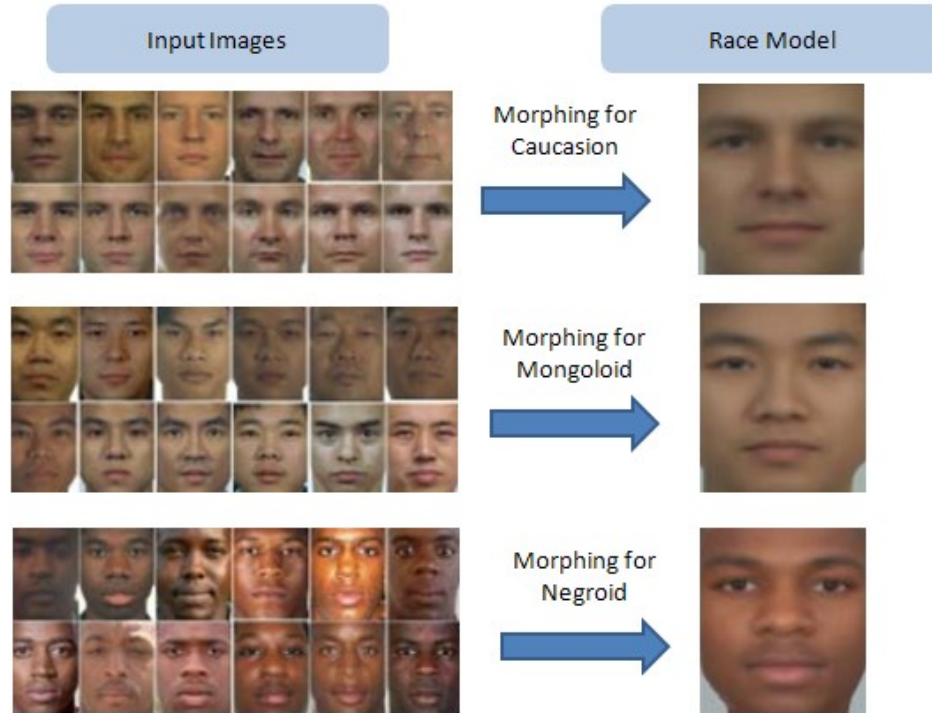 Input Images
Race Model
Morphing for
Caucasion
Morphing for
Mongoloid
Morphing for
Negroid